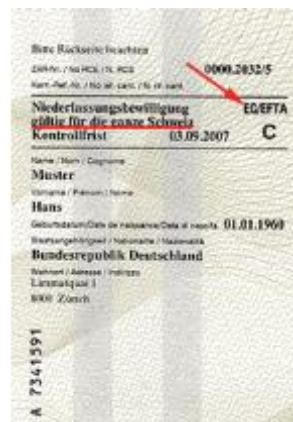 Bitte Rückseite beachten
ZAR-Nr. / No RCE / N. RCS 0000.2032/5
Kant.-Ref.-Nr. / No réf. cant. / N. rif. cant.
Niederlassungsbewilligung EG/EFTA
gültig für die ganze Schweiz C
Kontrollfrist 03.09.2007
Name / Nom / Cognome
Muster
Vorname / Prénom / Nome
Hans
Geburtsdatum/Date de naissance/Data di nascita 01.01.1960
Staatsangehörigkeit / Nationalité / Nazionalità
Bundesrepublik Deutschland
Wohnort / Adresse / Indirizzo
Limmatquai 1
8001 Zürich
A 7341591